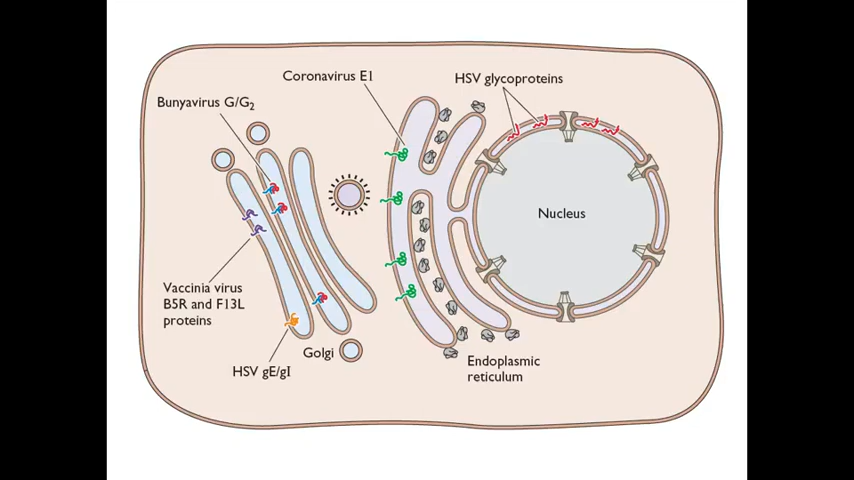 Coronavirus E1
HSV glycoproteins
Bunyavirus G/G2
Nucleus
Vaccinia virus
B5R and F13L
proteins
Golgi
HSV gE/gI
Endoplasmic
reticulum